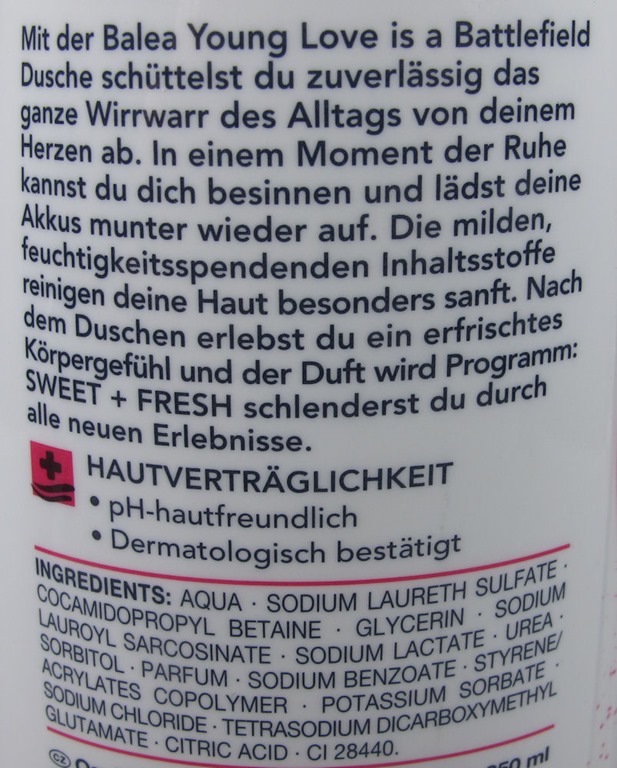 Mit der Balea Young Love is a Battlefield
Dusche schüttelst du zuverlässig das
ganze Wirrwarr des Alltags von deinem
Herzen ab. In einem Moment der Ruhe
kannst du dich besinnen und lädst deine
Akkus munter wieder auf. Die milden,
feuchtigkeitsspendenden Inhaltsstoffe
reinigen deine Haut besonders sanft. Nach
dem Duschen erlebst du ein erfrischtes
Körpergefühl und der Duft wird Programm:
SWEET + FRESH schlenderst du durch
alle neuen Erlebnisse.
HAUTVERTRÄGLICHKEIT
• pH-hautfreundlich
• Dermatologisch bestätigt
INGREDIENTS: AQUA · SODIUM LAURETH SULFATE ·
COCAMIDOPROPYL BETAINE · GLYCERIN · SODIUM
LAUROYL SARCOSINATE · SODIUM LACTATE · UREA ·
SORBITOL · PARFUM · SODIUM BENZOATE · STYRENE/
ACRYLATES COPOLYMER · POTASSIUM SORBATE ·
SODIUM CHLORIDE · TETRASODIUM DICARBOXYMETHYL
GLUTAMATE · CITRIC ACID · CI 28440.
CZ ml